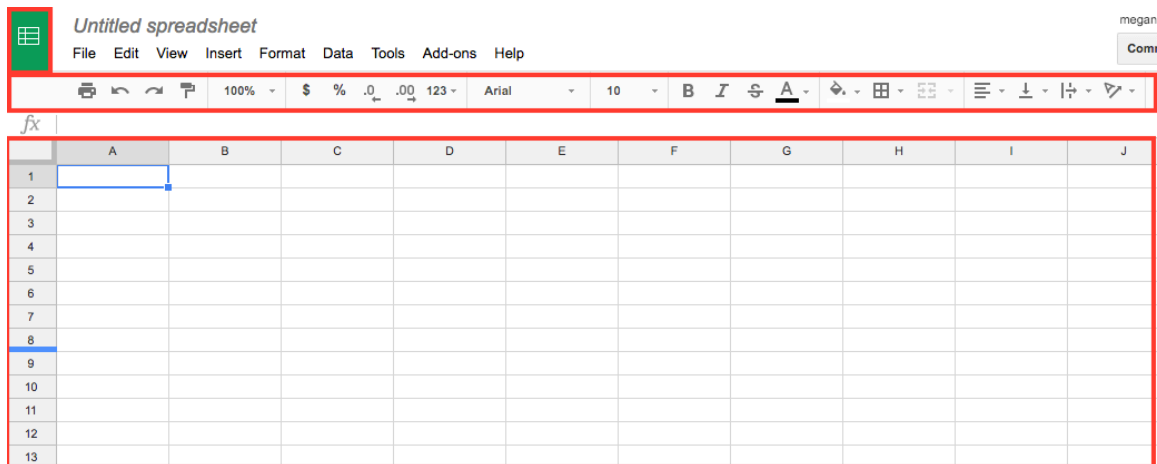 megan
Untitled spreadsheet
File Edit View Insert Format Data Tools Add-ons Help
Comm
100% $ % .0 .00 123 Arial 10 B I S A
fx
A B C D E F G H I J
1
2
3
4
5
6
7
8
9
10
11
12
13